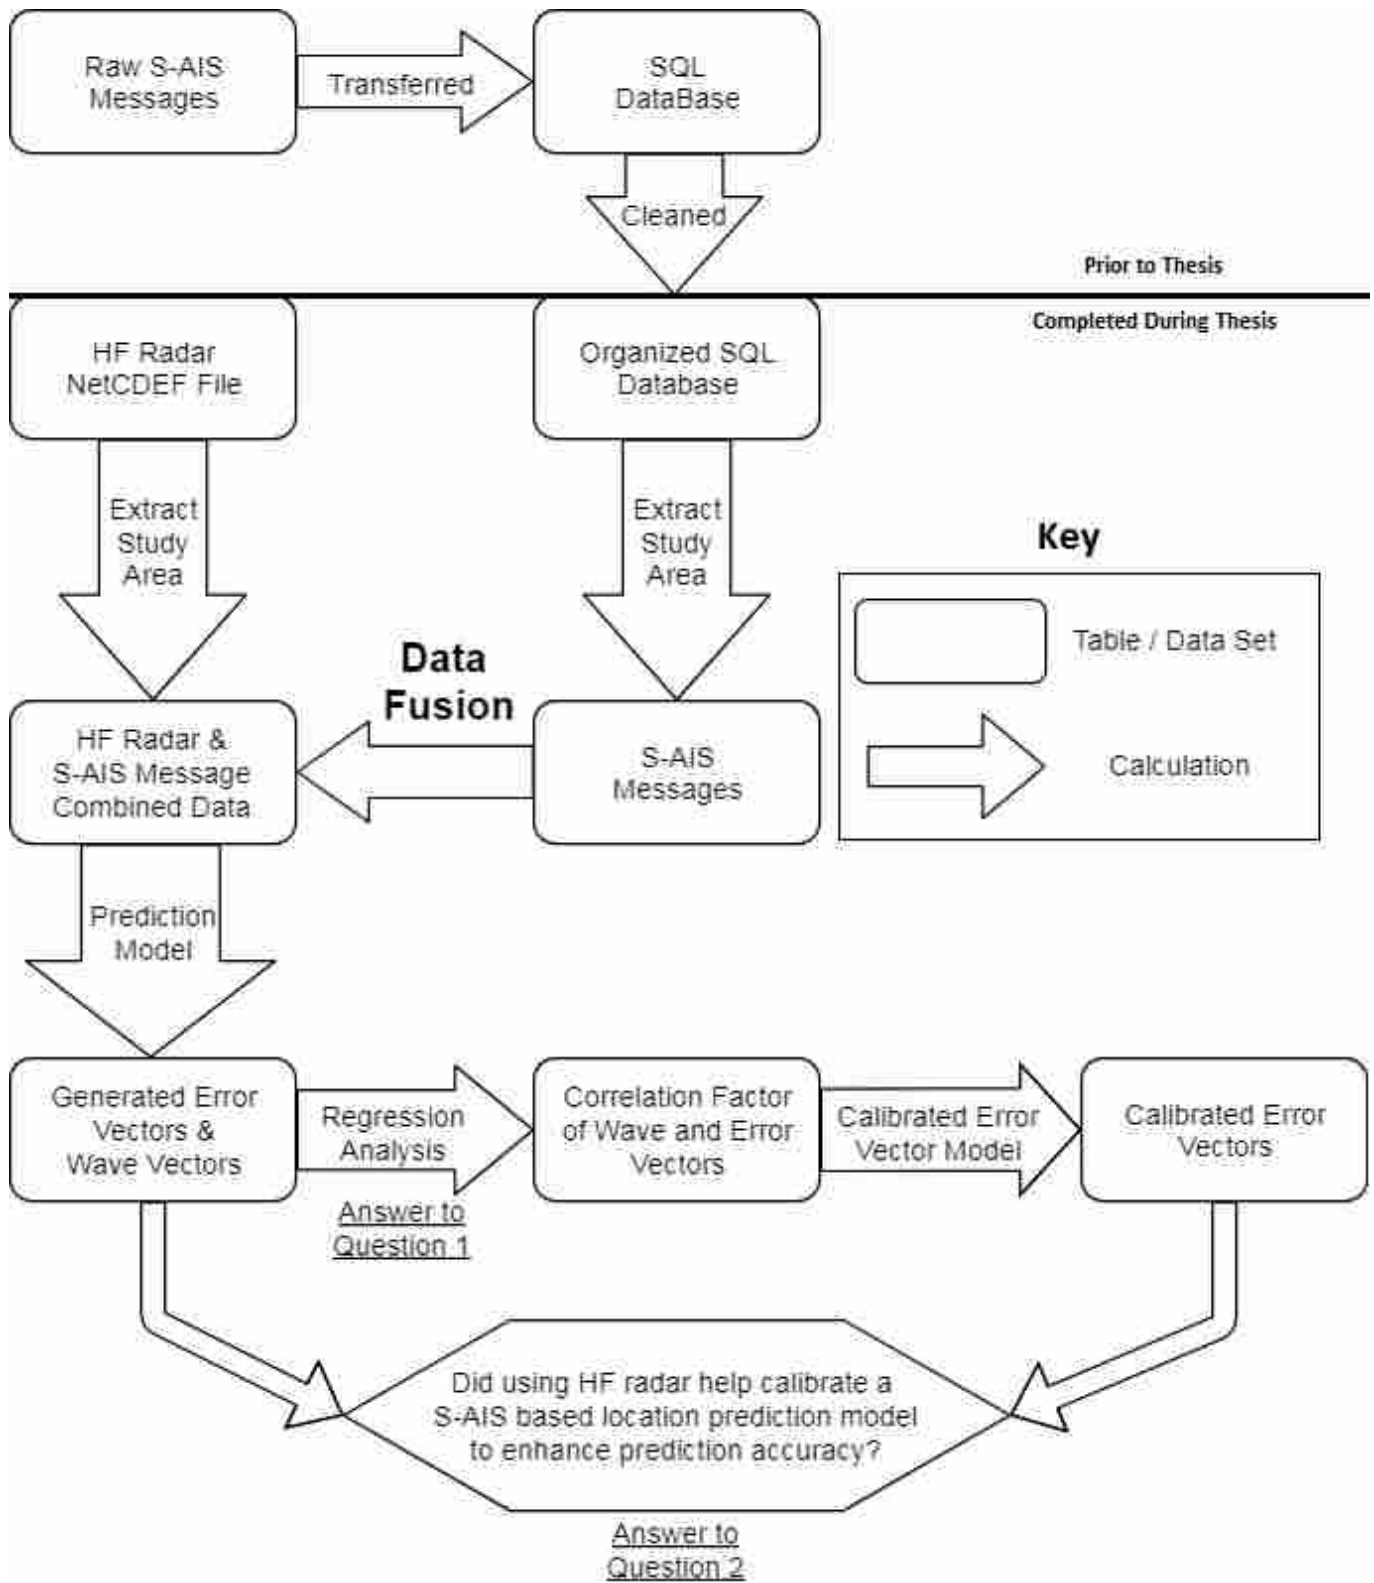 Raw S-AIS
Messages
Transferred
SQL
DataBase
Cleaned
Prior to Thesis
Completed During Thesis
HF Radar
NetCDEF File
Organized SQL
Database
Extract
Study
Area
Extract
Study
Area
Key
Table / Data Set
Calculation
Data
Fusion
HF Radar &
S-AIS Message
Combined Data
S-AIS
Messages
Prediction
Model
Generated Error
Vectors &
Wave Vectors
Regression
Analysis
Answer to
Question 1
Correlation Factor
of Wave and Error
Vectors
Calibrated Error
Vector Model
Calibrated Error
Vectors
Did using HF radar help calibrate a
S-AIS based location prediction model
to enhance prediction accuracy?
Answer to
Question 2